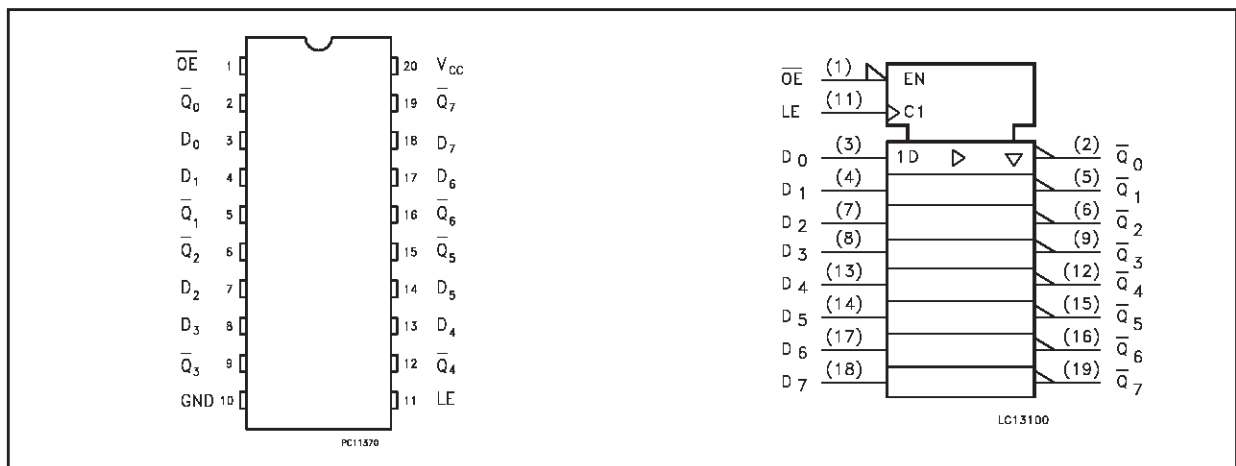 O̅E̅ 1 20 V_CC
Q̅0 2 19 Q̅7
D0 3 18 D7
D1 4 17 D6
Q̅1 5 16 Q̅6
Q̅2 6 15 Q̅5
D2 7 14 D5
D3 8 13 D4
Q̅3 9 12 Q̅4
GND 10 11 LE
PC11370
O̅E̅ (1) EN
LE (11) C1
D0 (3) 1D (2) Q̅0
D1 (4) (5) Q̅1
D2 (7) (6) Q̅2
D3 (8) (9) Q̅3
D4 (13) (12) Q̅4
D5 (14) (15) Q̅5
D6 (17) (16) Q̅6
D7 (18) (19) Q̅7
LC13100